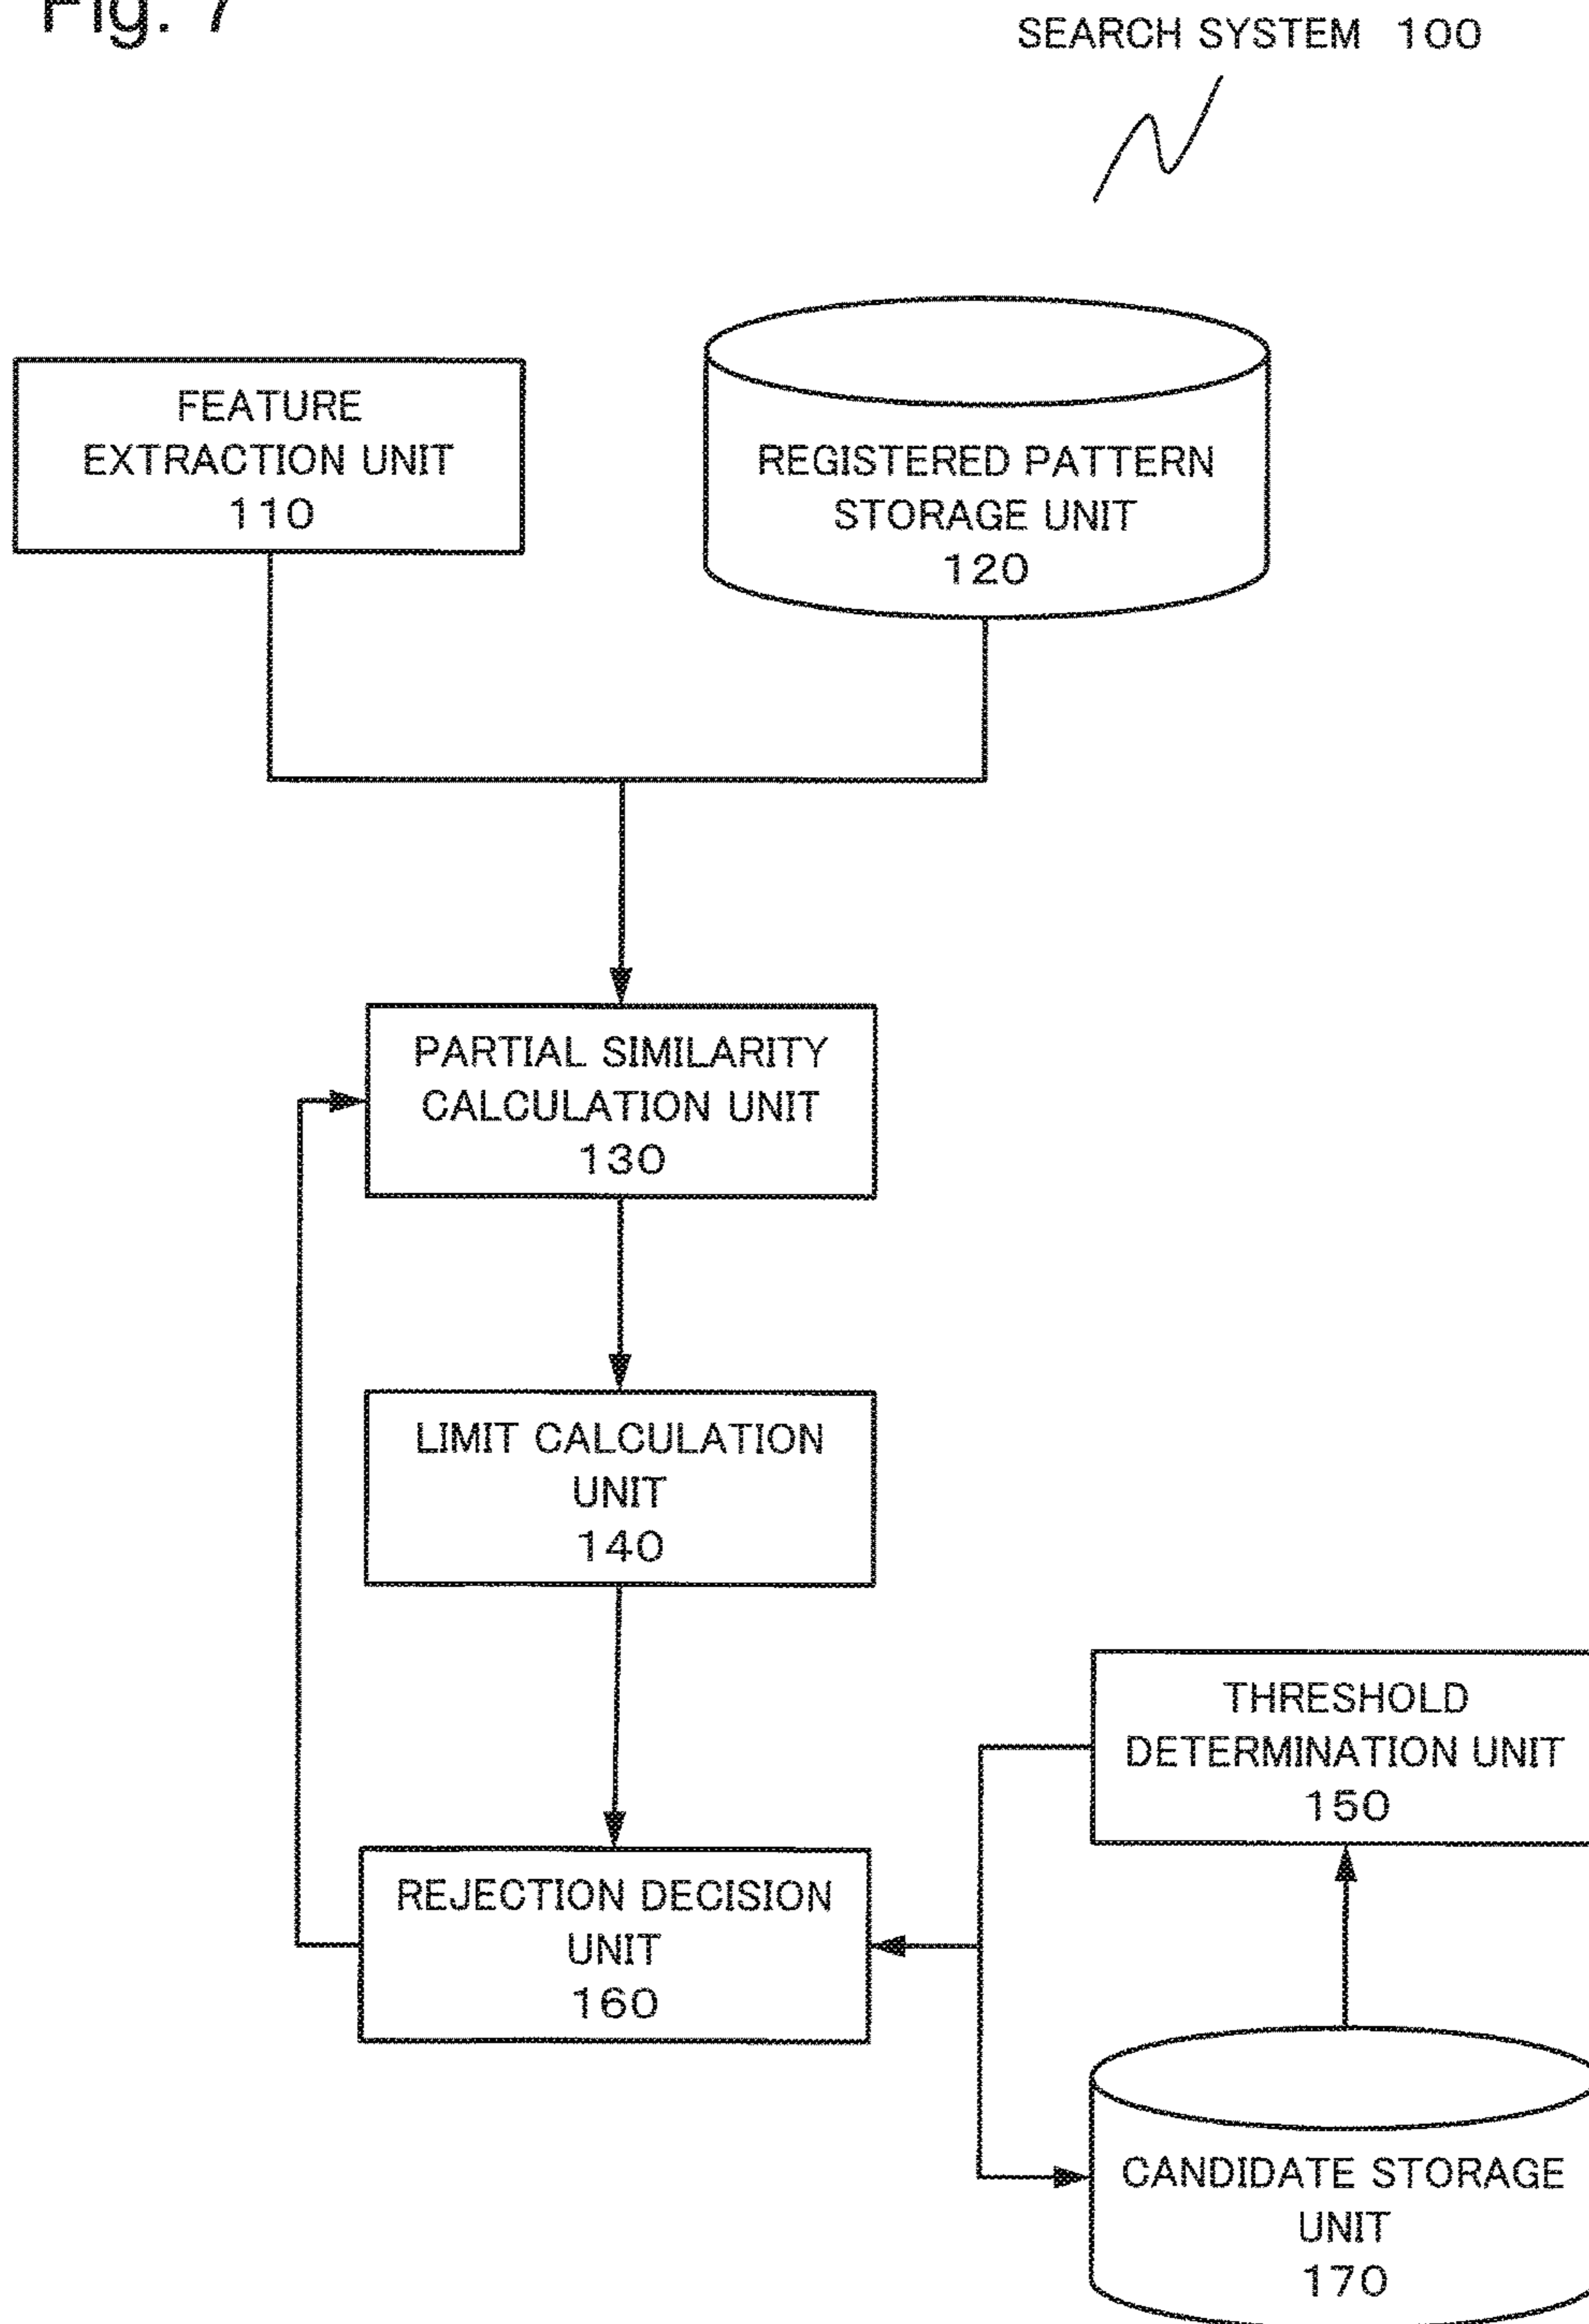 Fig. 7
SEARCH SYSTEM 100
FEATURE
EXTRACTION UNIT
110
REGISTERED PATTERN
STORAGE UNIT
120
PARTIAL SIMILARITY
CALCULATION UNIT
130
LIMIT CALCULATION
UNIT
140
THRESHOLD
DETERMINATION UNIT
150
REJECTION DECISION
UNIT
160
CANDIDATE STORAGE
UNIT
170